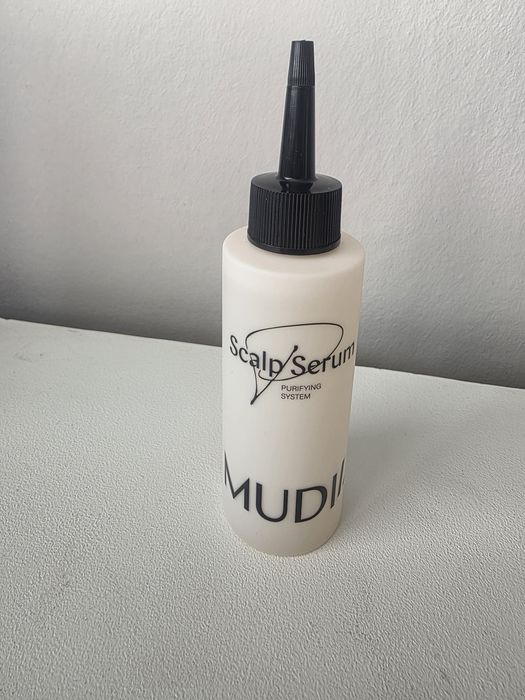 Scalp Serum
PURIFYING
SYSTEM
MUDI